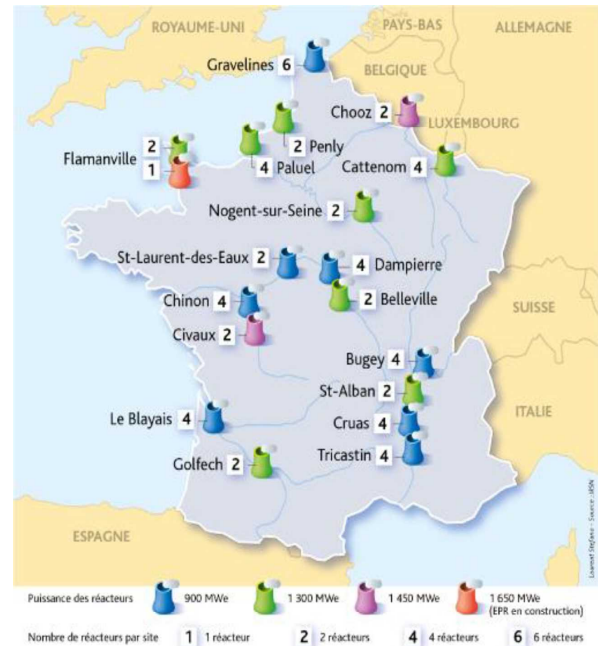 ROYAUME-UNI
PAYS-BAS
ALLEMAGNE
Gravelines 6
BELGIQUE
Chooz 2
LUXEMBOURG
2 Penly
Flamanville 2
1
4 Paluel
Cattenom 4
Nogent-sur-Seine 2
St-Laurent-des-Eaux 2
4 Dampierre
Chinon 4
2 Belleville
SUISSE
Civaux 2
Bugey 4
St-Alban 2
ITALIE
Le Blayais 4
Cruas 4
Golfech 2
Tricastin 4
ESPAGNE
Laurent Stefano - Source : IRSN
Puissance des réacteurs 900 MWe 1 300 MWe 1 450 MWe 1 650 MWe
(EPR en construction)
Nombre de réacteurs par site 1 1 réacteur 2 2 réacteurs 4 4 réacteurs 6 6 réacteurs